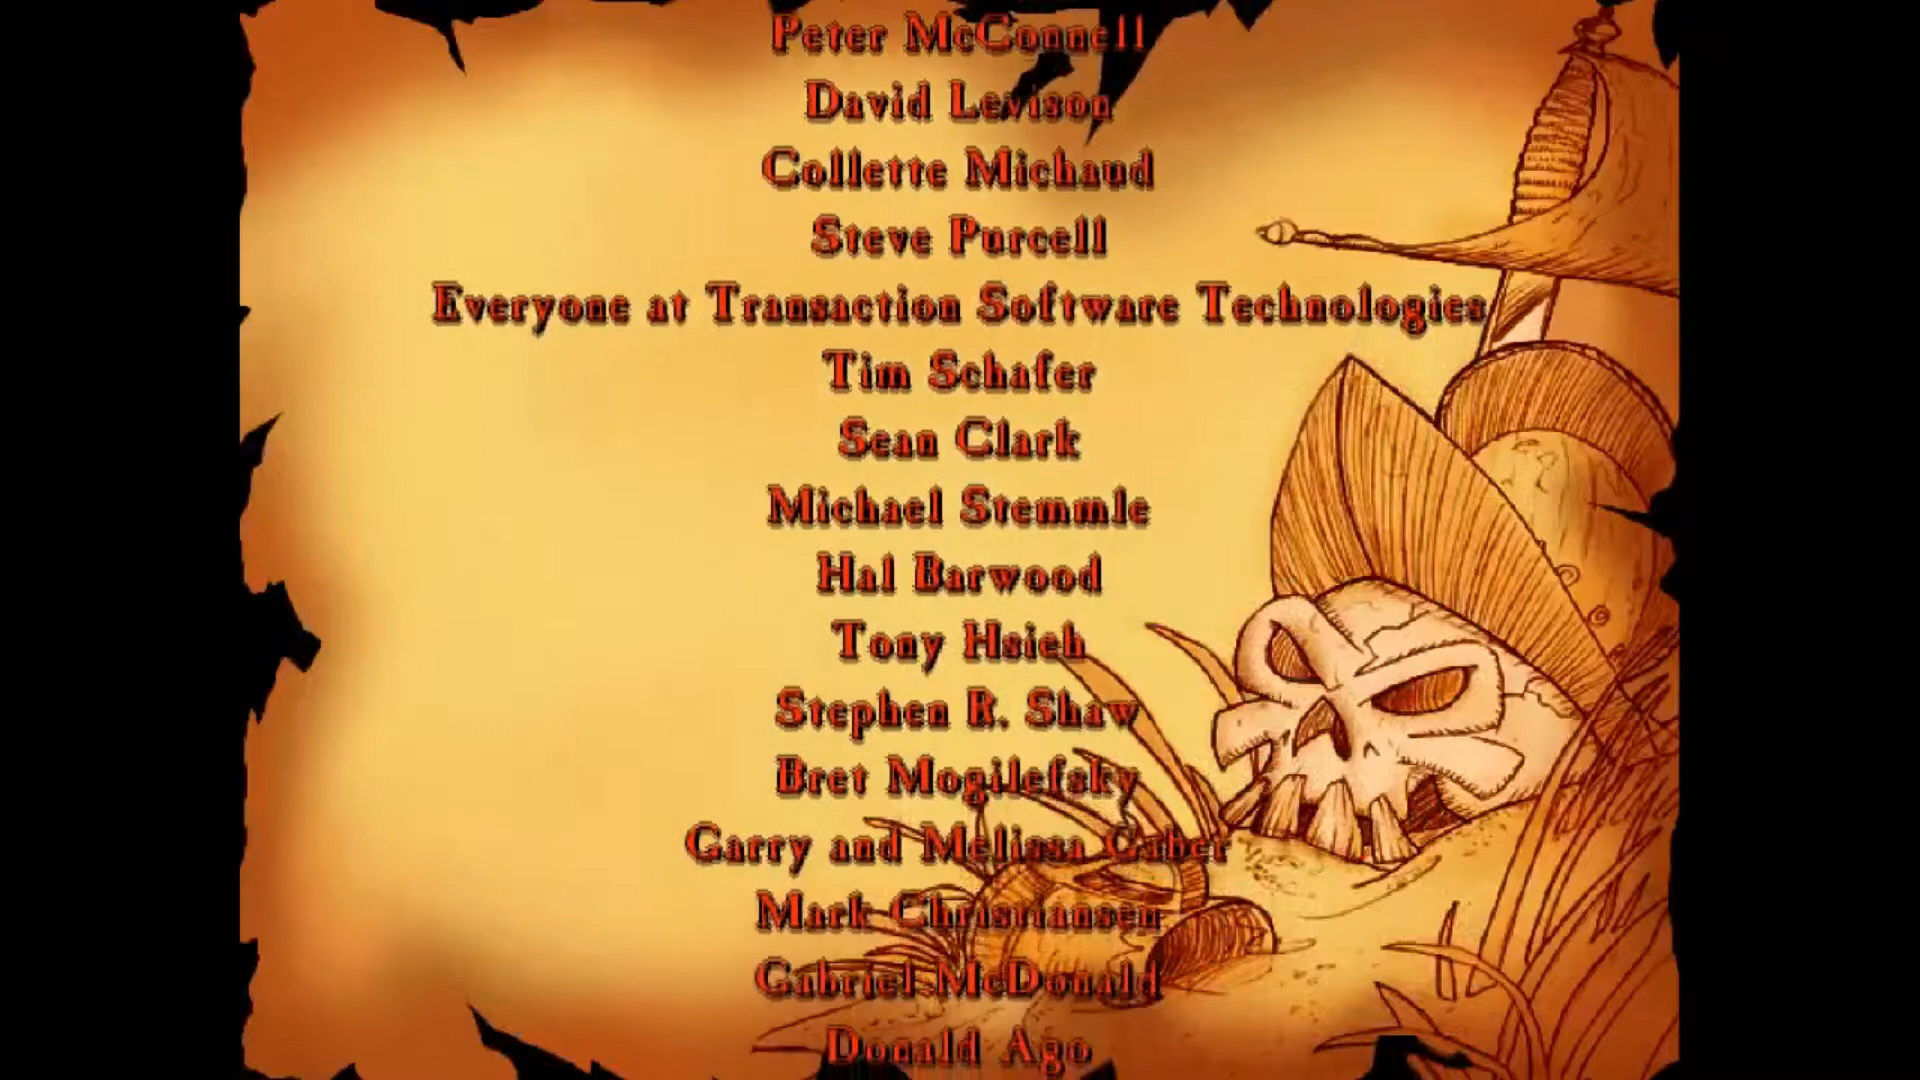 Peter McConnell
David Levison
Collette Michaud
Steve Purcell
Everyone at Transaction Software Technologies
Tim Schafer
Sean Clark
Michael Stemmle
Hal Barwood
Tony Hsieh
Stephen R. Shaw
Bret Mogilefsky
Garry and Melissa Gaber
Mark Christiansen
Gabriel McDonald
Donald Ago